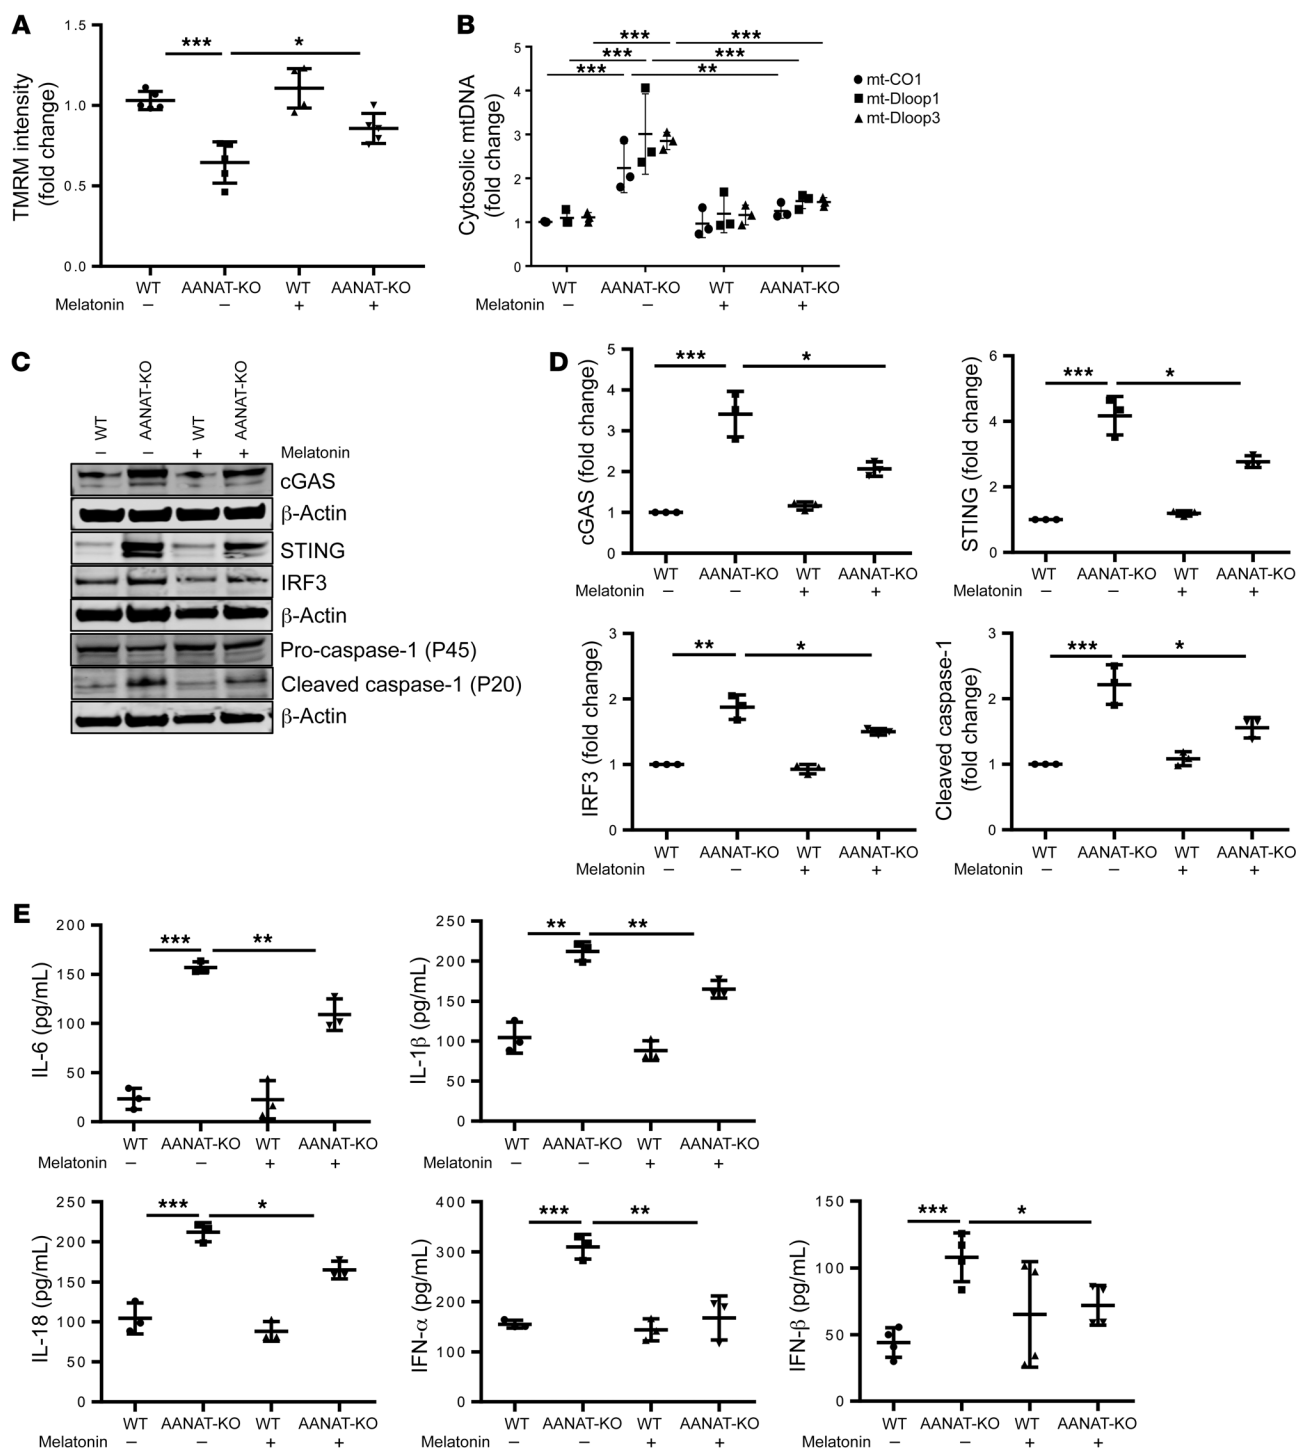 A
TMRM intensity
(fold change)
1.5
1.0
0.5
0.0
***
*
WT AANAT-KO WT AANAT-KO
Melatonin – – + +
B
Cytosolic mtDNA
(fold change)
5
4
3
2
1
0
*** ***
*** ***
*** **
mt-CO1
mt-Dloop1
mt-Dloop3
WT AANAT-KO WT AANAT-KO
Melatonin – – + +
C
WT AANAT-KO WT AANAT-KO
– – + + Melatonin
cGAS
β-Actin
STING
IRF3
β-Actin
Pro-caspase-1 (P45)
Cleaved caspase-1 (P20)
β-Actin
D
cGAS (fold change)
5
4
3
2
1
0
*** *
WT AANAT-KO WT AANAT-KO
Melatonin – – + +
STING (fold change)
6
4
2
0
*** *
WT AANAT-KO WT AANAT-KO
Melatonin – – + +
IRF3 (fold change)
3
2
1
0
** *
WT AANAT-KO WT AANAT-KO
Melatonin – – + +
Cleaved caspase-1
(fold change)
3
2
1
0
*** *
WT AANAT-KO WT AANAT-KO
Melatonin – – + +
E
IL-6 (pg/mL)
200
150
100
50
0
*** **
WT AANAT-KO WT AANAT-KO
Melatonin – – + +
IL-1β (pg/mL)
250
200
150
100
50
0
** **
WT AANAT-KO WT AANAT-KO
Melatonin – – + +
IL-18 (pg/mL)
250
200
150
100
50
0
*** *
WT AANAT-KO WT AANAT-KO
Melatonin – – + +
IFN-α (pg/mL)
400
300
200
100
0
*** **
WT AANAT-KO WT AANAT-KO
Melatonin – – + +
IFN-β (pg/mL)
150
100
50
0
*** *
WT AANAT-KO WT AANAT-KO
Melatonin – – + +